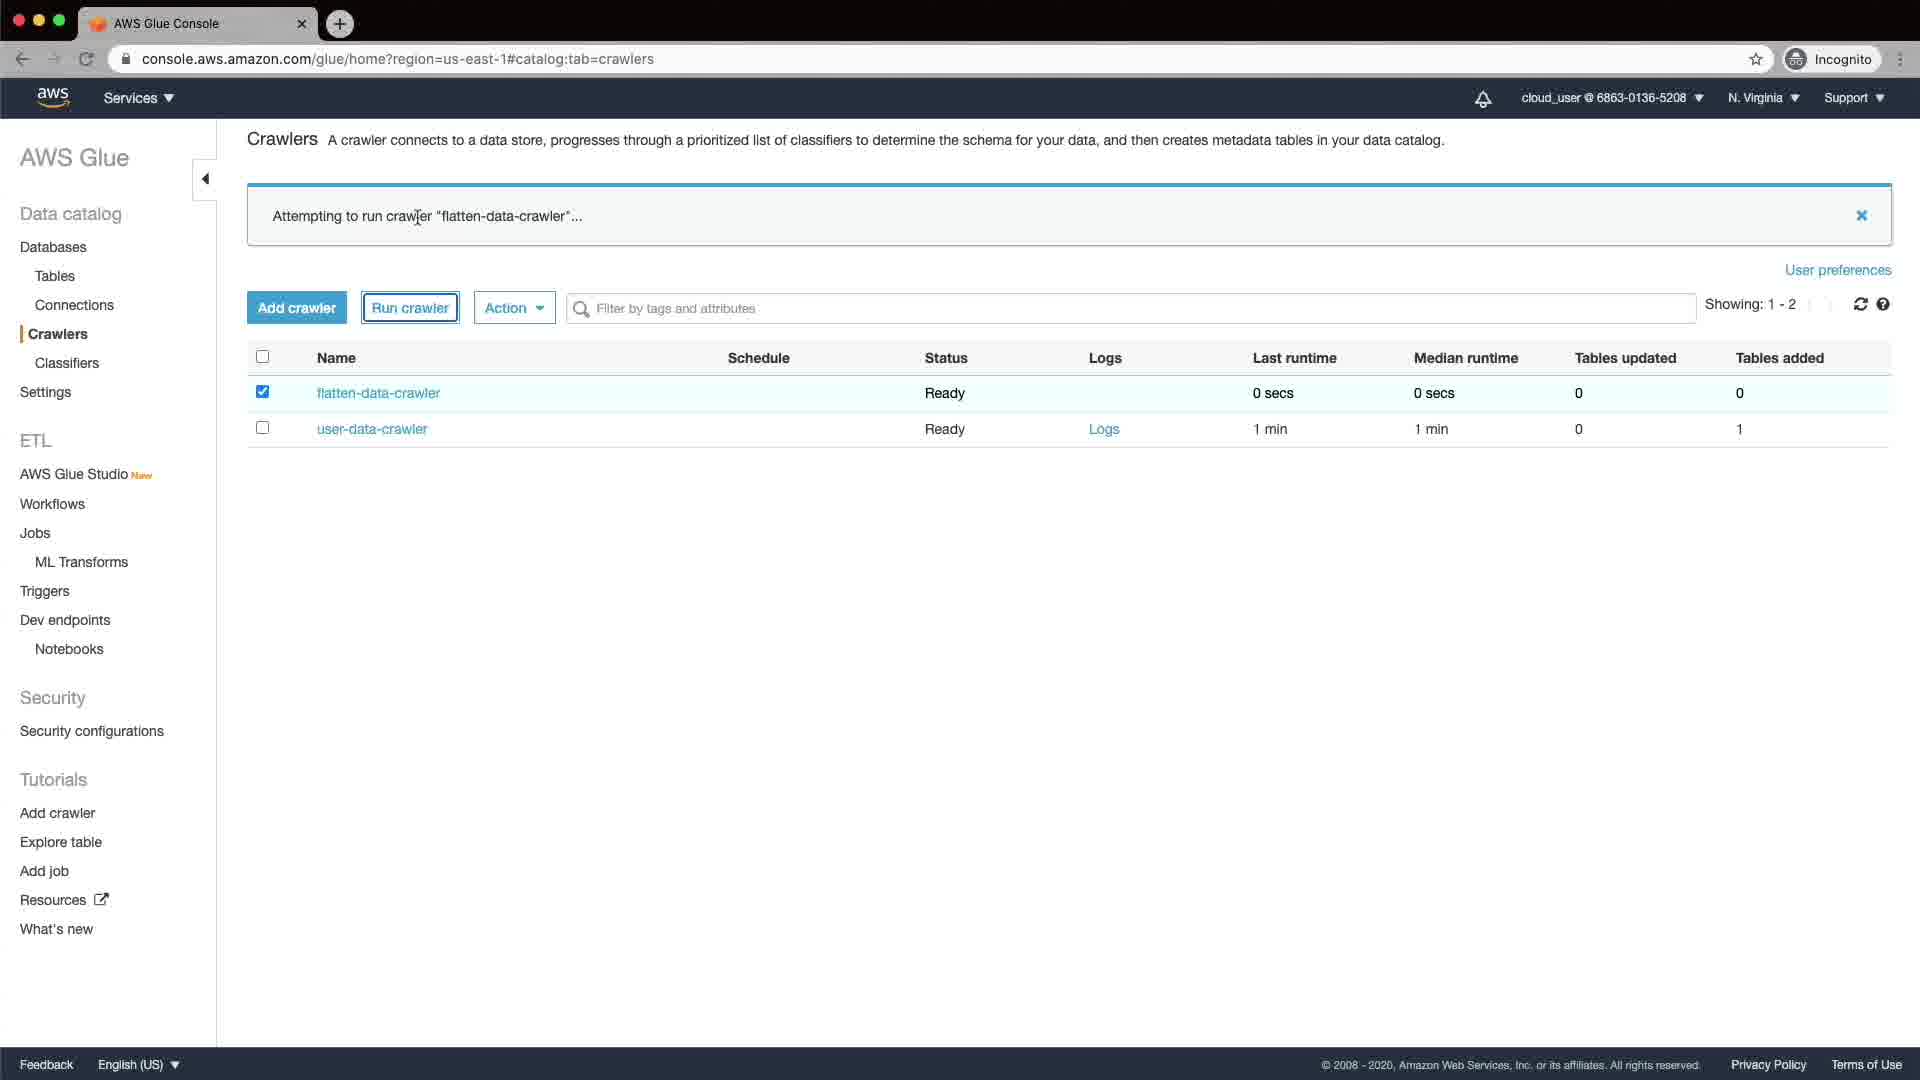 AWS Glue Console
console.aws.amazon.com/glue/home?region=us-east-1#catalog:tab=crawlers
Incognito
aws
Services
cloud_user @ 6863-0136-5208
N. Virginia
Support
AWS Glue
Data catalog
Databases
Tables
Connections
Crawlers
Classifiers
Settings
ETL
AWS Glue Studio New
Workflows
Jobs
ML Transforms
Triggers
Dev endpoints
Notebooks
Security
Security configurations
Tutorials
Add crawler
Explore table
Add job
Resources
What's new
Crawlers A crawler connects to a data store, progresses through a prioritized list of classifiers to determine the schema for your data, and then creates metadata tables in your data catalog.
Attempting to run crawler "flatten-data-crawler"...
User preferences
Add crawler
Run crawler
Action
Filter by tags and attributes
Showing: 1 - 2
Name Schedule Status Logs Last runtime Median runtime Tables updated Tables added
flatten-data-crawler Ready 0 secs 0 secs 0 0
user-data-crawler Ready Logs 1 min 1 min 0 1
Feedback
English (US)
© 2008 - 2020, Amazon Web Services, Inc. or its affiliates. All rights reserved.
Privacy Policy
Terms of Use